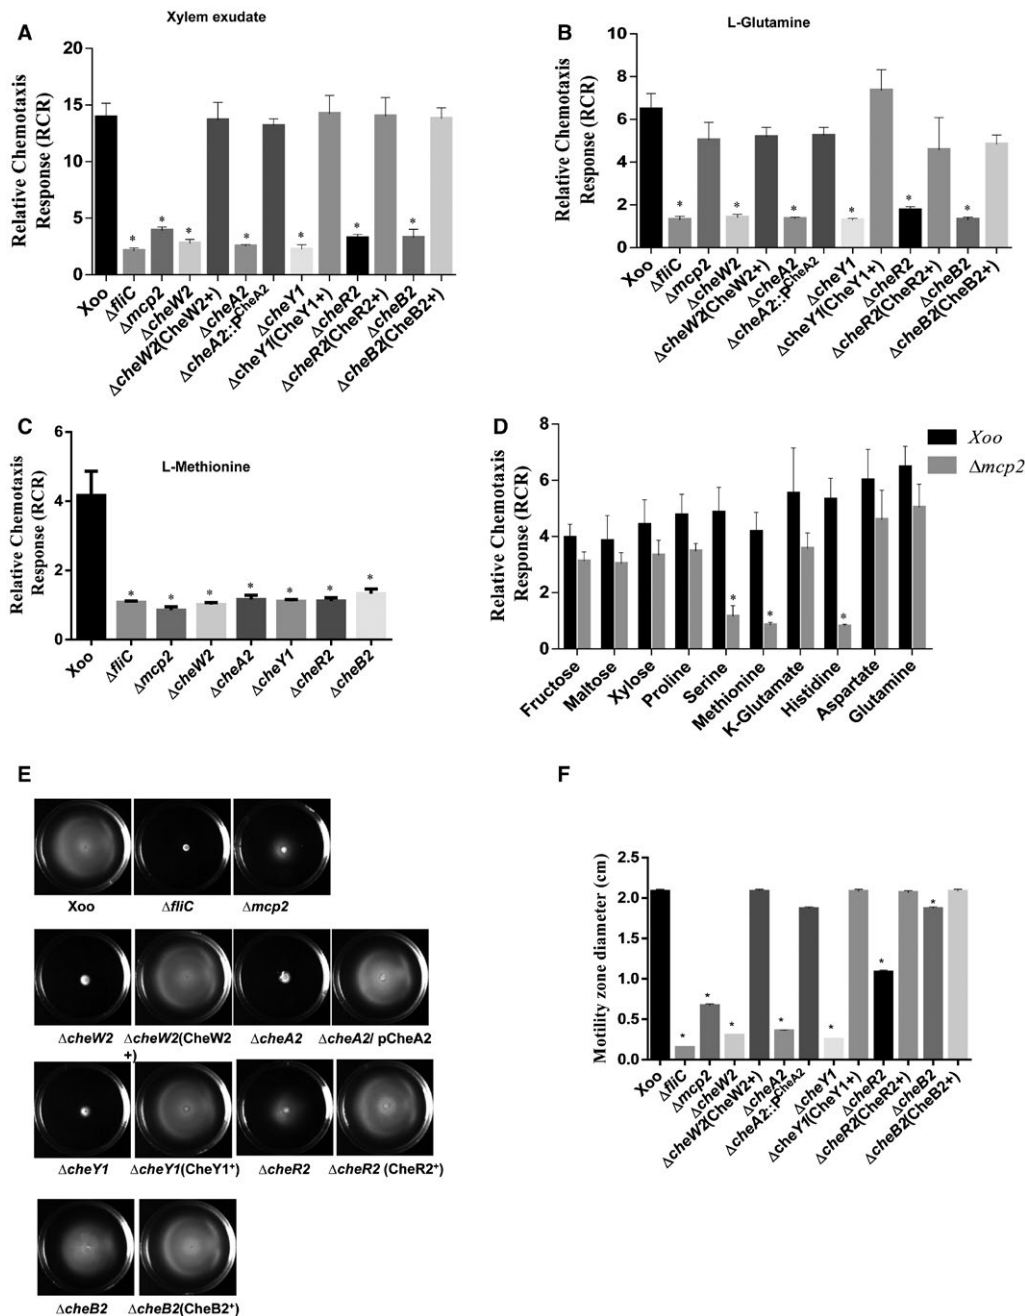 A
Xylem exudate
Relative Chemotaxis
Response (RCR)
20
15
10
5
0
Xoo
ΔfliC
Δmcp2
ΔcheW2
ΔcheW2(CheW2+)
ΔcheA2
ΔcheA2::pCheA2
ΔcheY1
ΔcheY1(CheY1+)
ΔcheR2
ΔcheR2(CheR2+)
ΔcheB2
ΔcheB2(CheB2+)
* * * * * * *
B
L-Glutamine
Relative Chemotaxis
Response (RCR)
10
8
6
4
2
0
Xoo
ΔfliC
Δmcp2
ΔcheW2
ΔcheW2(CheW2+)
ΔcheA2
ΔcheA2::pCheA2
ΔcheY1
ΔcheY1(CheY1+)
ΔcheR2
ΔcheR2(CheR2+)
ΔcheB2
ΔcheB2(CheB2+)
* * * * * *
C
L-Methionine
Relative Chemotaxis
Response (RCR)
6
4
2
0
Xoo
ΔfliC
Δmcp2
ΔcheW2
ΔcheA2
ΔcheY1
ΔcheR2
ΔcheB2
* * * * * * *
D
Xoo
Δmcp2
Relative Chemotaxis
Response (RCR)
8
6
4
2
0
Fructose
Maltose
Xylose
Proline
Serine
Methionine
K-Glutamate
Histidine
Aspartate
Glutamine
* * *
E
Xoo ΔfliC Δmcp2
ΔcheW2 ΔcheW2(CheW2 ΔcheA2 ΔcheA2/ pCheA2
+)
ΔcheY1 ΔcheY1(CheY1+) ΔcheR2 ΔcheR2 (CheR2+)
ΔcheB2 ΔcheB2(CheB2+)
F
Motility zone diameter (cm)
2.5
2.0
1.5
1.0
0.5
0.0
Xoo
ΔfliC
Δmcp2
ΔcheW2
ΔcheW2(CheW2+)
ΔcheA2
ΔcheA2::pCheA2
ΔcheY1
ΔcheY1(CheY1+)
ΔcheR2
ΔcheR2(CheR2+)
ΔcheB2
ΔcheB2(CheB2+)
* * * * * * *